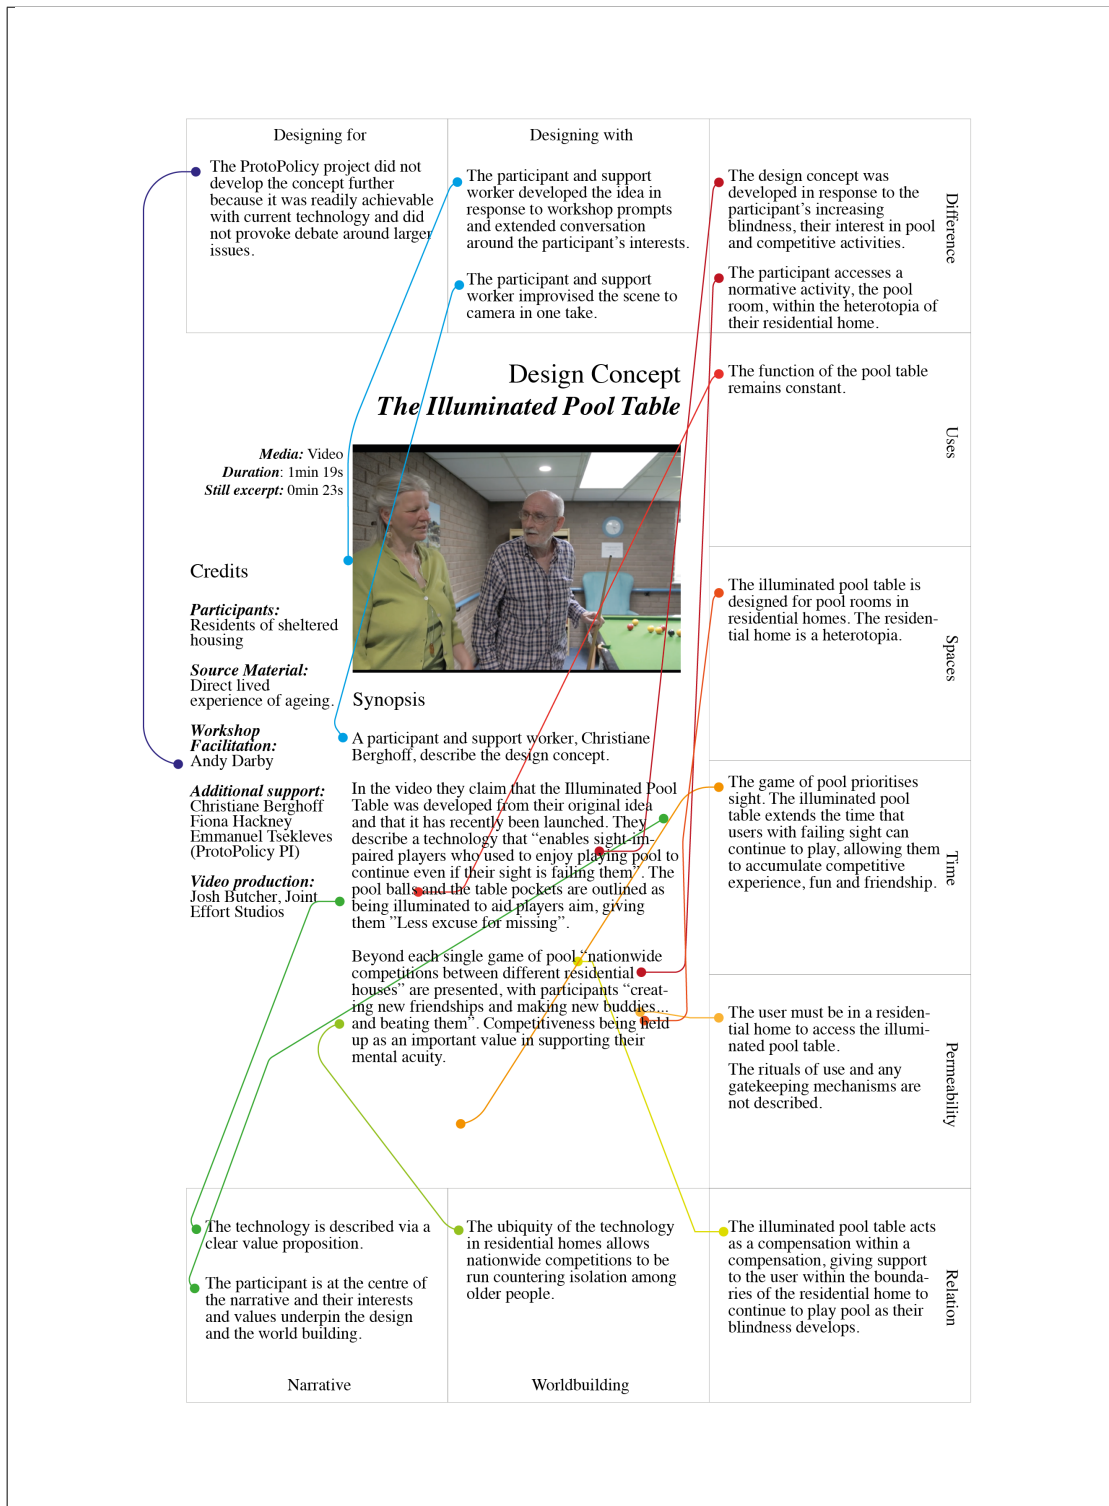 Designing for
The ProtoPolicy project did not
develop the concept further
because it was readily achievable
with current technology and did
not provoke debate around larger
issues.
Designing with
The participant and support
worker developed the idea in
response to workshop prompts
and extended conversation
around the participant's interests.
The participant and support
worker improvised the scene to
camera in one take.
The design concept was
developed in response to the
participant's increasing
blindness, their interest in pool
and competitive activities.
The participant accesses a
normative activity, the pool
room, within the heterotopia of
their residential home.
Difference
Design Concept
The Illuminated Pool Table
Media: Video
Duration: 1min 19s
Still excerpt: 0min 23s
The function of the pool table
remains constant.
Uses
Credits
Participants:
Residents of sheltered
housing
Source Material:
Direct lived
experience of ageing.
Workshop
Facilitation:
Andy Darby
Additional support:
Christiane Berghoff
Fiona Hackney
Emmanuel Tsekleves
(ProtoPolicy PI)
Video production:
Josh Butcher, Joint
Effort Studios
Synopsis
A participant and support worker, Christiane
Berghoff, describe the design concept.
In the video they claim that the Illuminated Pool
Table was developed from their original idea
and that it has recently been launched. They
describe a technology that “enables sight-im-
paired players who used to enjoy playing pool to
continue even if their sight is failing them”. The
pool balls and the table pockets are outlined as
being illuminated to aid players aim, giving
them ”Less excuse for missing”.
Beyond each single game of pool “nationwide
competitions between different residential
houses” are presented, with participants “creat-
ing new friendships and making new buddies...
and beating them”. Competitiveness being held
up as an important value in supporting their
mental acuity.
The illuminated pool table is
designed for pool rooms in
residential homes. The residen-
tial home is a heterotopia.
Spaces
The game of pool prioritises
sight. The illuminated pool
table extends the time that
users with failing sight can
continue to play, allowing them
to accumulate competitive
experience, fun and friendship.
Time
The user must be in a residen-
tial home to access the illumi-
nated pool table.
The rituals of use and any
gatekeeping mechanisms are
not described.
Permeability
The technology is described via a
clear value proposition.
The participant is at the centre of
the narrative and their interests
and values underpin the design
and the world building.
Narrative
The ubiquity of the technology
in residential homes allows
nationwide competitions to be
run countering isolation among
older people.
Worldbuilding
The illuminated pool table acts
as a compensation within a
compensation, giving support
to the user within the bounda-
ries of the residential home to
continue to play pool as their
blindness develops.
Relation